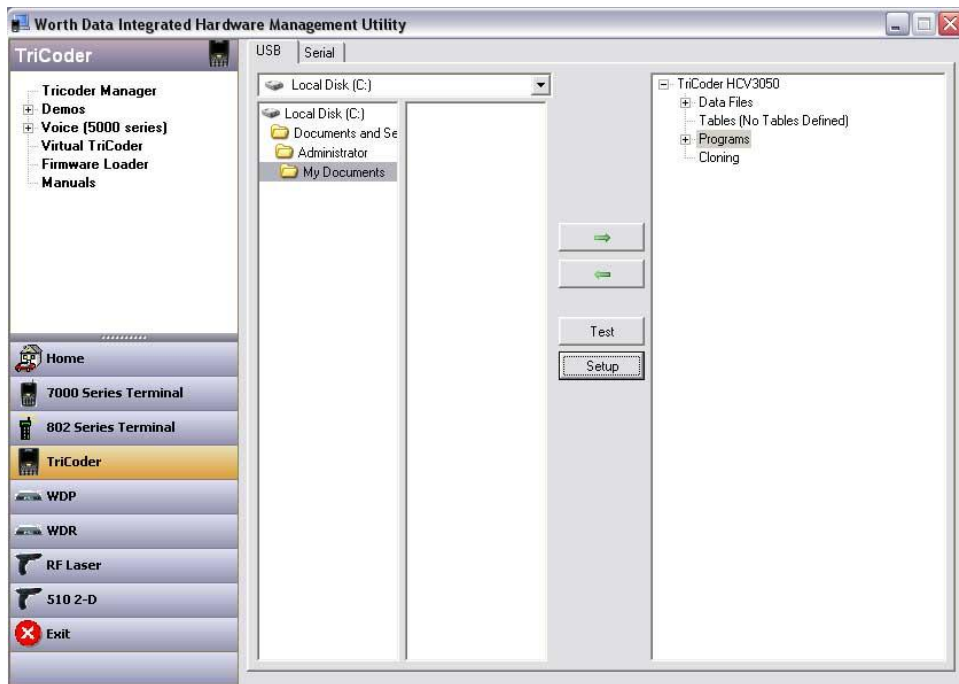 Worth Data Integrated Hardware Management Utility
TriCoder
Tricoder Manager
Demos
Voice (5000 series)
Virtual TriCoder
Firmware Loader
Manuals
Home
7000 Series Terminal
802 Series Terminal
TriCoder
WDP
WDR
RF Laser
510 2-D
Exit
USB
Serial
Local Disk (C:)
Local Disk (C:)
Documents and Se
Administrator
My Documents
Test
Setup
TriCoder HCV3050
Data Files
Tables (No Tables Defined)
Programs
Cloning